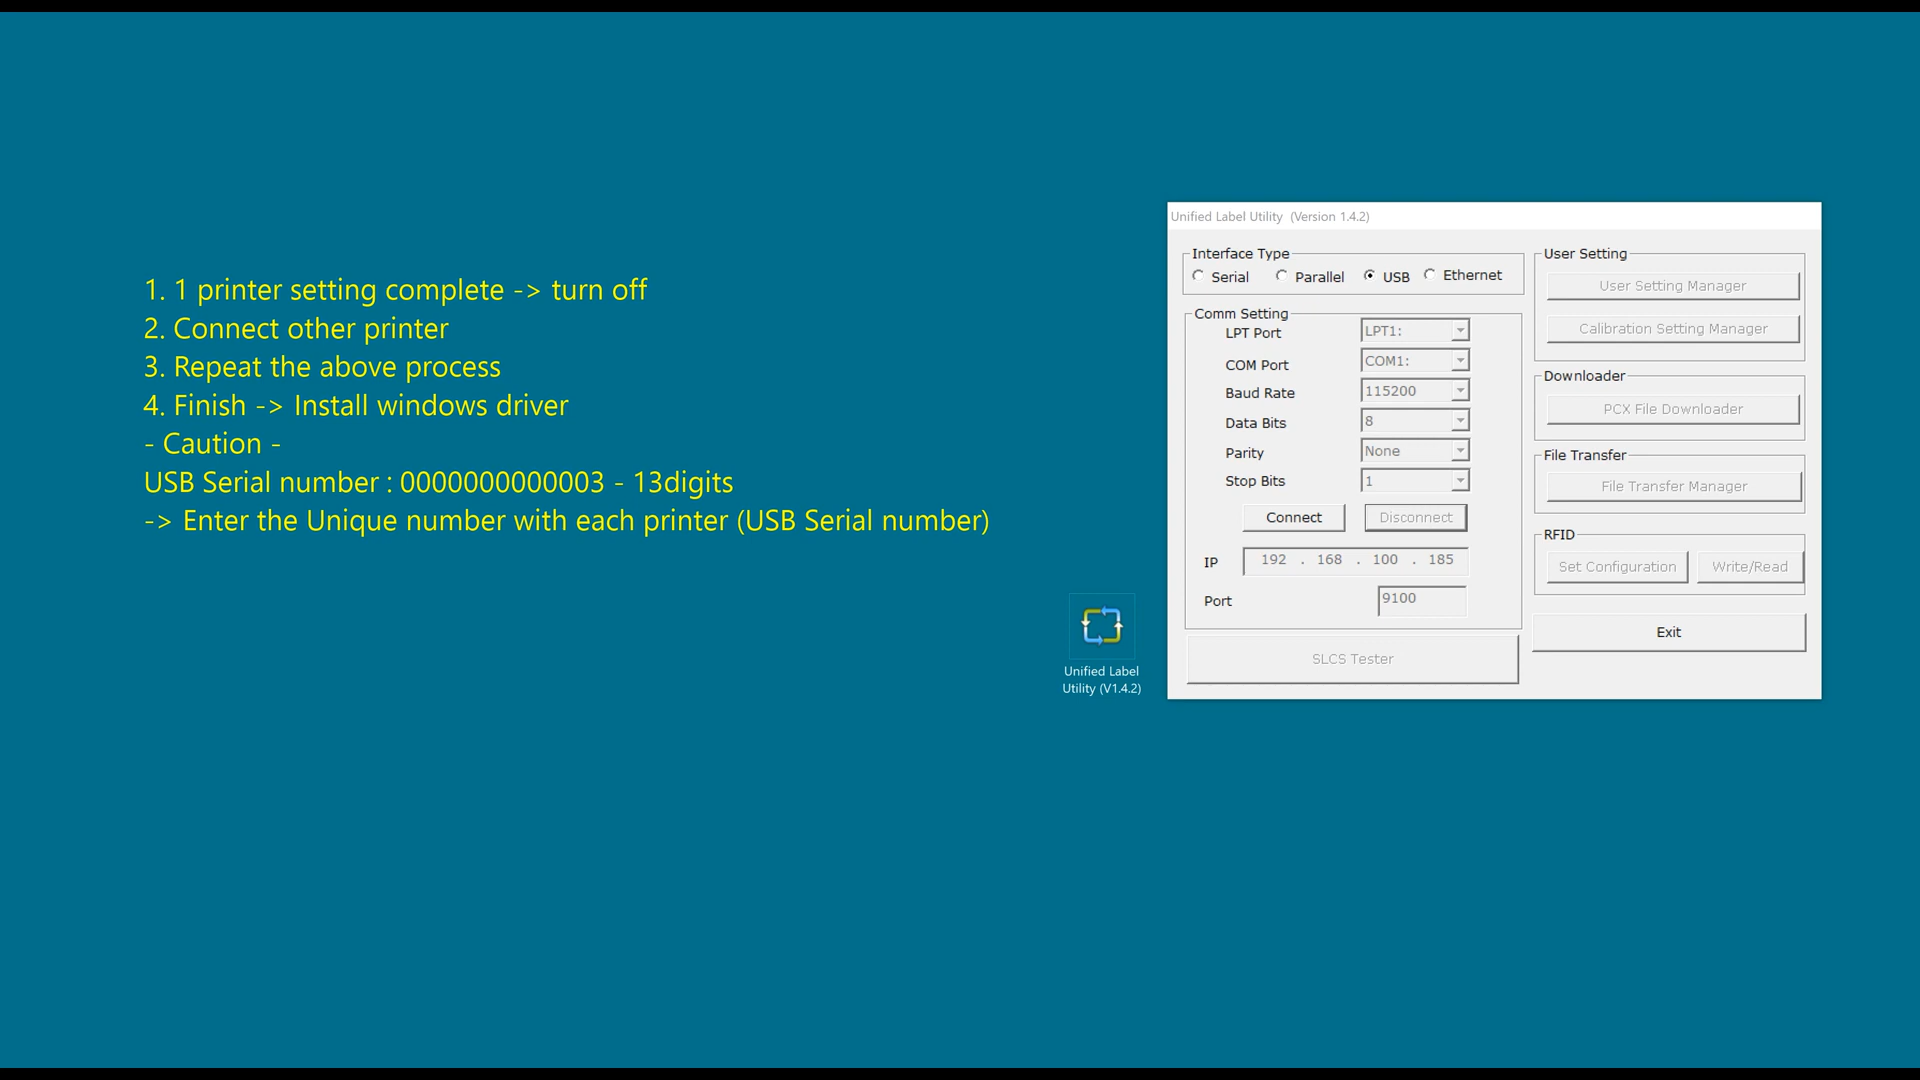 1. 1 printer setting complete -> turn off
2. Connect other printer
3. Repeat the above process
4. Finish -> Install windows driver
- Caution -
USB Serial number : 0000000000003 - 13digits
-> Enter the Unique number with each printer (USB Serial number)
Unified Label
Utility (V1.4.2)
Unified Label Utility (Version 1.4.2)
Interface Type
Serial Parallel USB Ethernet
Comm Setting
LPT Port LPT1:
COM Port COM1:
Baud Rate 115200
Data Bits 8
Parity None
Stop Bits 1
Connect Disconnect
IP 192 . 168 . 100 . 185
Port 9100
SLCS Tester
User Setting
User Setting Manager
Calibration Setting Manager
Downloader
PCX File Downloader
File Transfer
File Transfer Manager
RFID
Set Configuration Write/Read
Exit